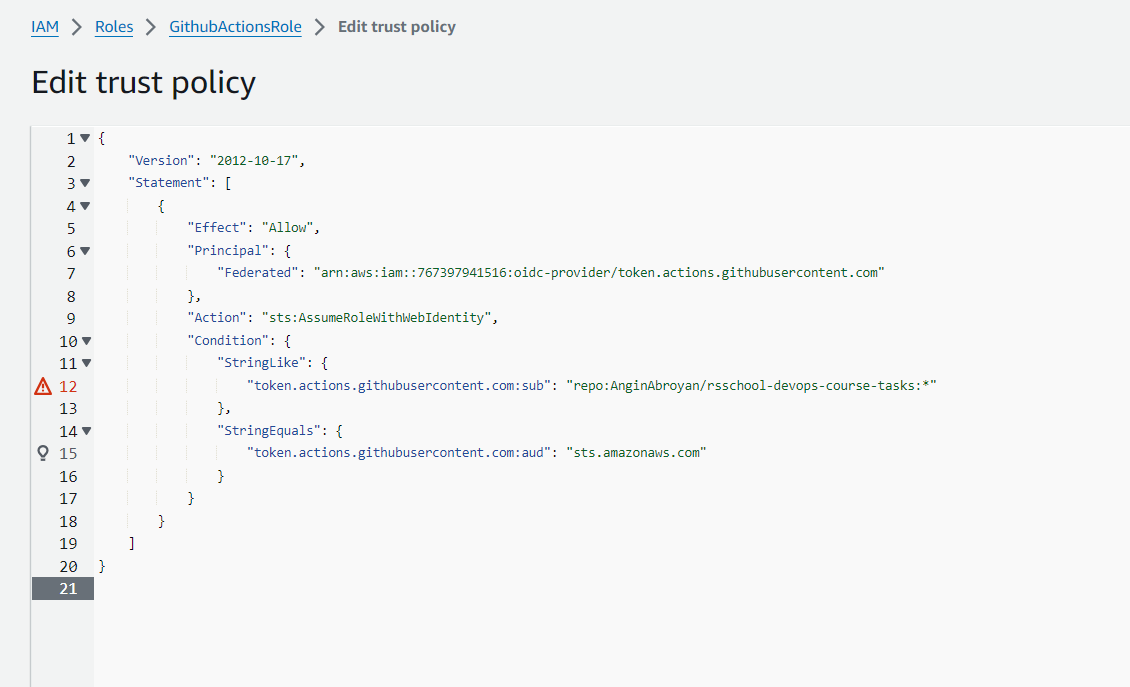 IAM > Roles > GithubActionsRole > Edit trust policy
Edit trust policy
1 {
2 "Version": "2012-10-17",
3 "Statement": [
4 {
5 "Effect": "Allow",
6 "Principal": {
7 "Federated": "arn:aws:iam::767397941516:oidc-provider/token.actions.githubusercontent.com"
8 },
9 "Action": "sts:AssumeRoleWithWebIdentity",
10 "Condition": {
11 "StringLike": {
12 "token.actions.githubusercontent.com:sub": "repo:AnginAbroyan/rsschool-devops-course-tasks:*"
13 },
14 "StringEquals": {
15 "token.actions.githubusercontent.com:aud": "sts.amazonaws.com"
16 }
17 }
18 }
19 ]
20 }
21